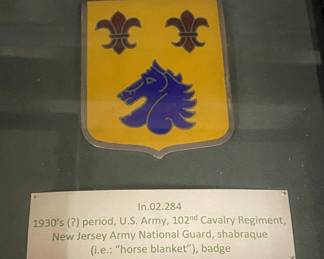 In.02.284
1930's (?) period, U.S. Army, 102nd Cavalry Regiment,
New Jersey Army National Guard, shabraque
(i.e.: "horse blanket"), badge